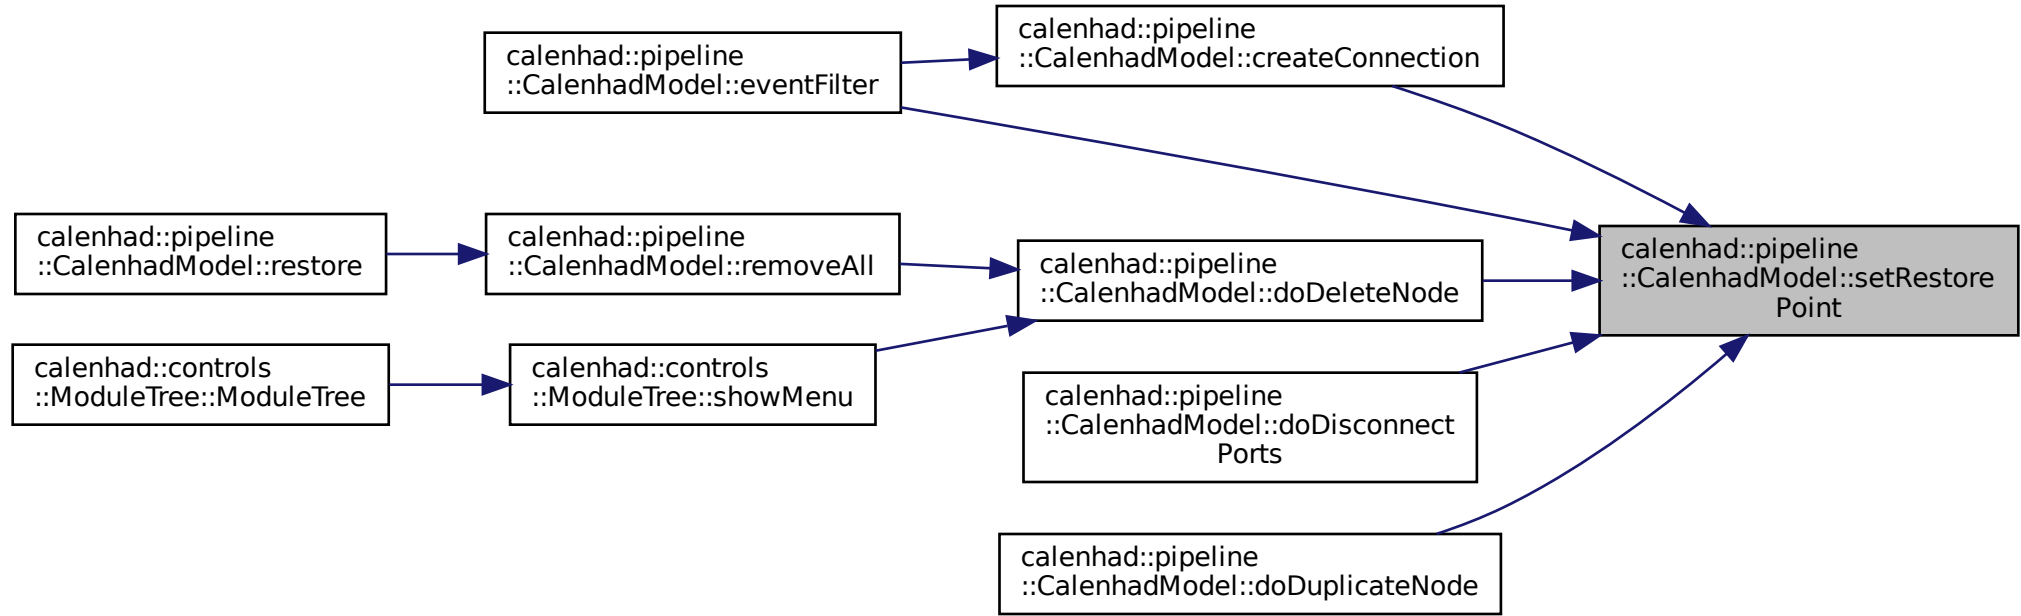 calenhad::pipeline
::CalenhadModel::createConnection
calenhad::pipeline
::CalenhadModel::eventFilter
calenhad::pipeline
::CalenhadModel::restore
calenhad::pipeline
::CalenhadModel::removeAll
calenhad::pipeline
::CalenhadModel::doDeleteNode
calenhad::pipeline
::CalenhadModel::setRestore
Point
calenhad::controls
::ModuleTree::ModuleTree
calenhad::controls
::ModuleTree::showMenu
calenhad::pipeline
::CalenhadModel::doDisconnect
Ports
calenhad::pipeline
::CalenhadModel::doDuplicateNode